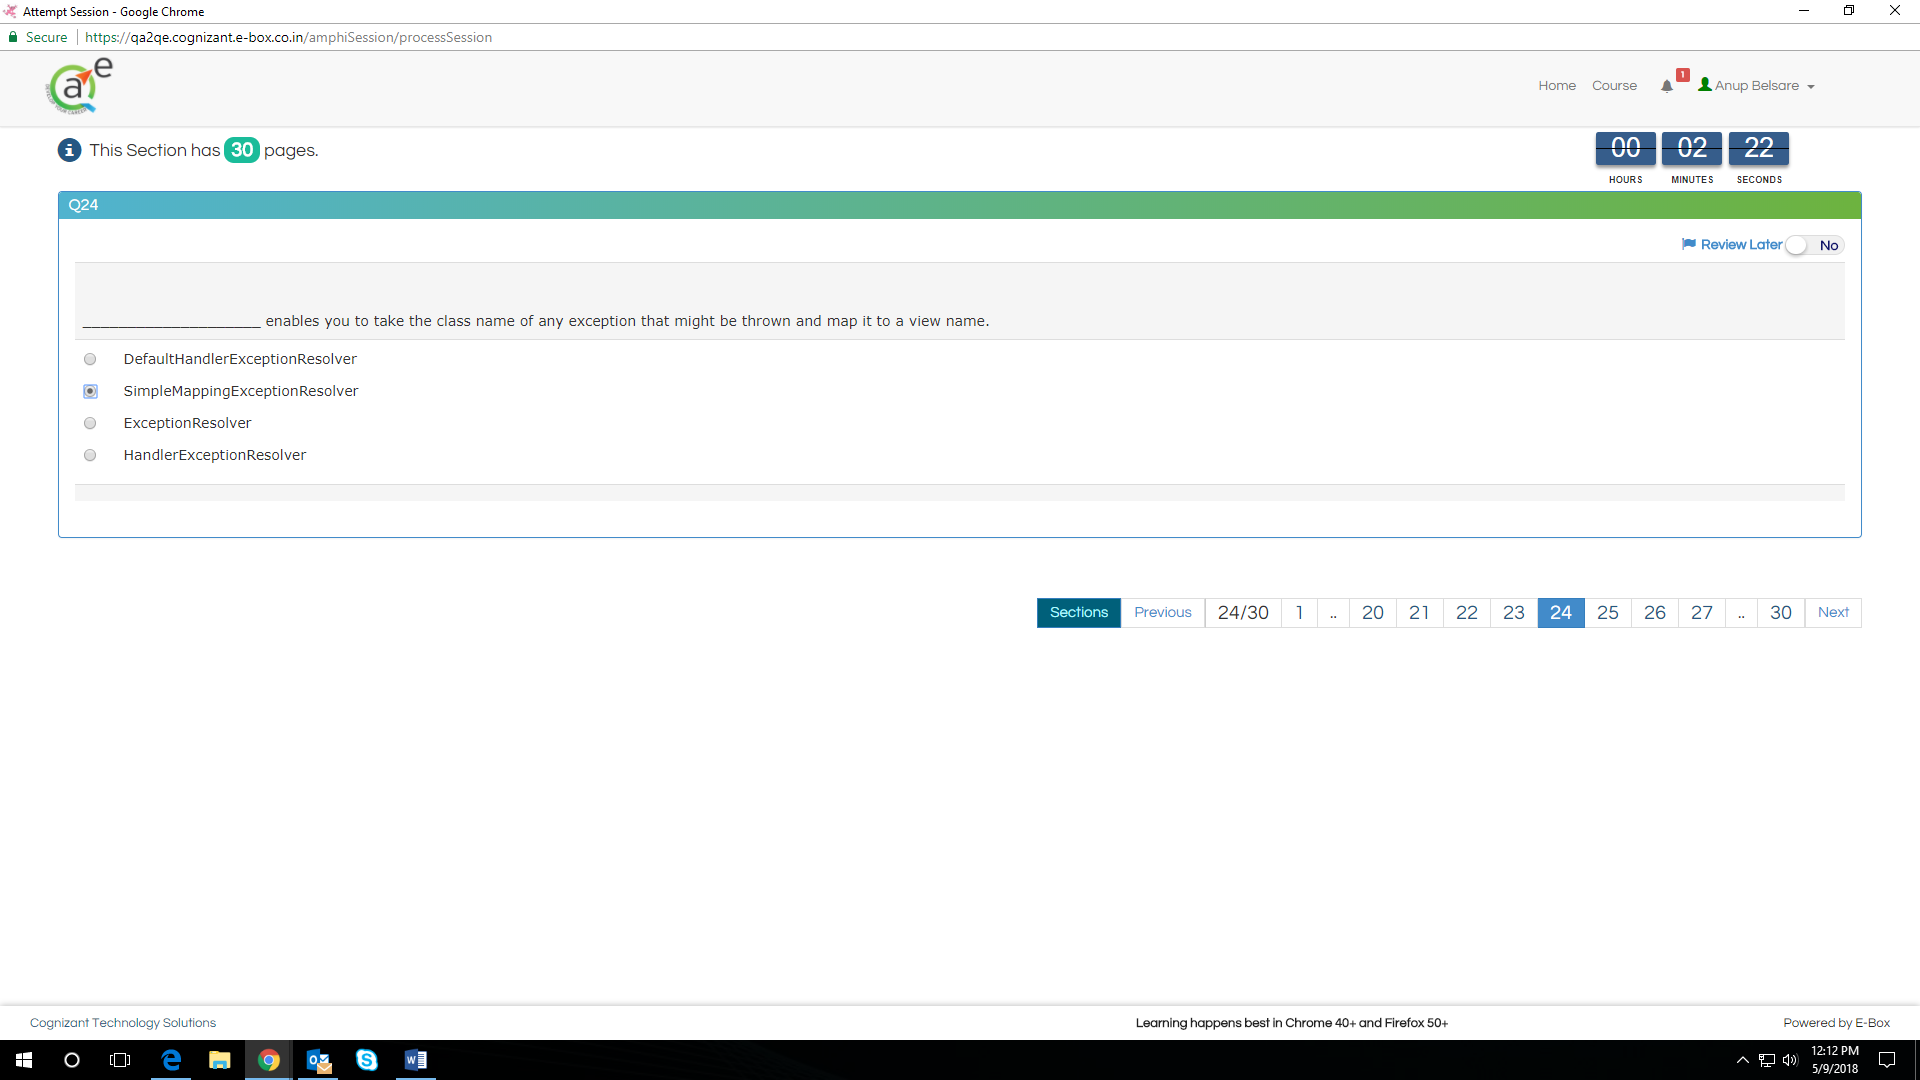 Attempt Session - Google Chrome
Secure https://qa2qe.cognizant.e-box.co.in/amphiSession/processSession
a e
Home Course 1 Anup Belsare
This Section has 30 pages.
00 02 22
HOURS MINUTES SECONDS
Q24
Review Later No
____________________ enables you to take the class name of any exception that might be thrown and map it to a view name.
DefaultHandlerExceptionResolver
SimpleMappingExceptionResolver
ExceptionResolver
HandlerExceptionResolver
Sections Previous 24/30 1 .. 20 21 22 23 24 25 26 27 .. 30 Next
Cognizant Technology Solutions Learning happens best in Chrome 40+ and Firefox 50+ Powered by E-Box
12:12 PM
5/9/2018